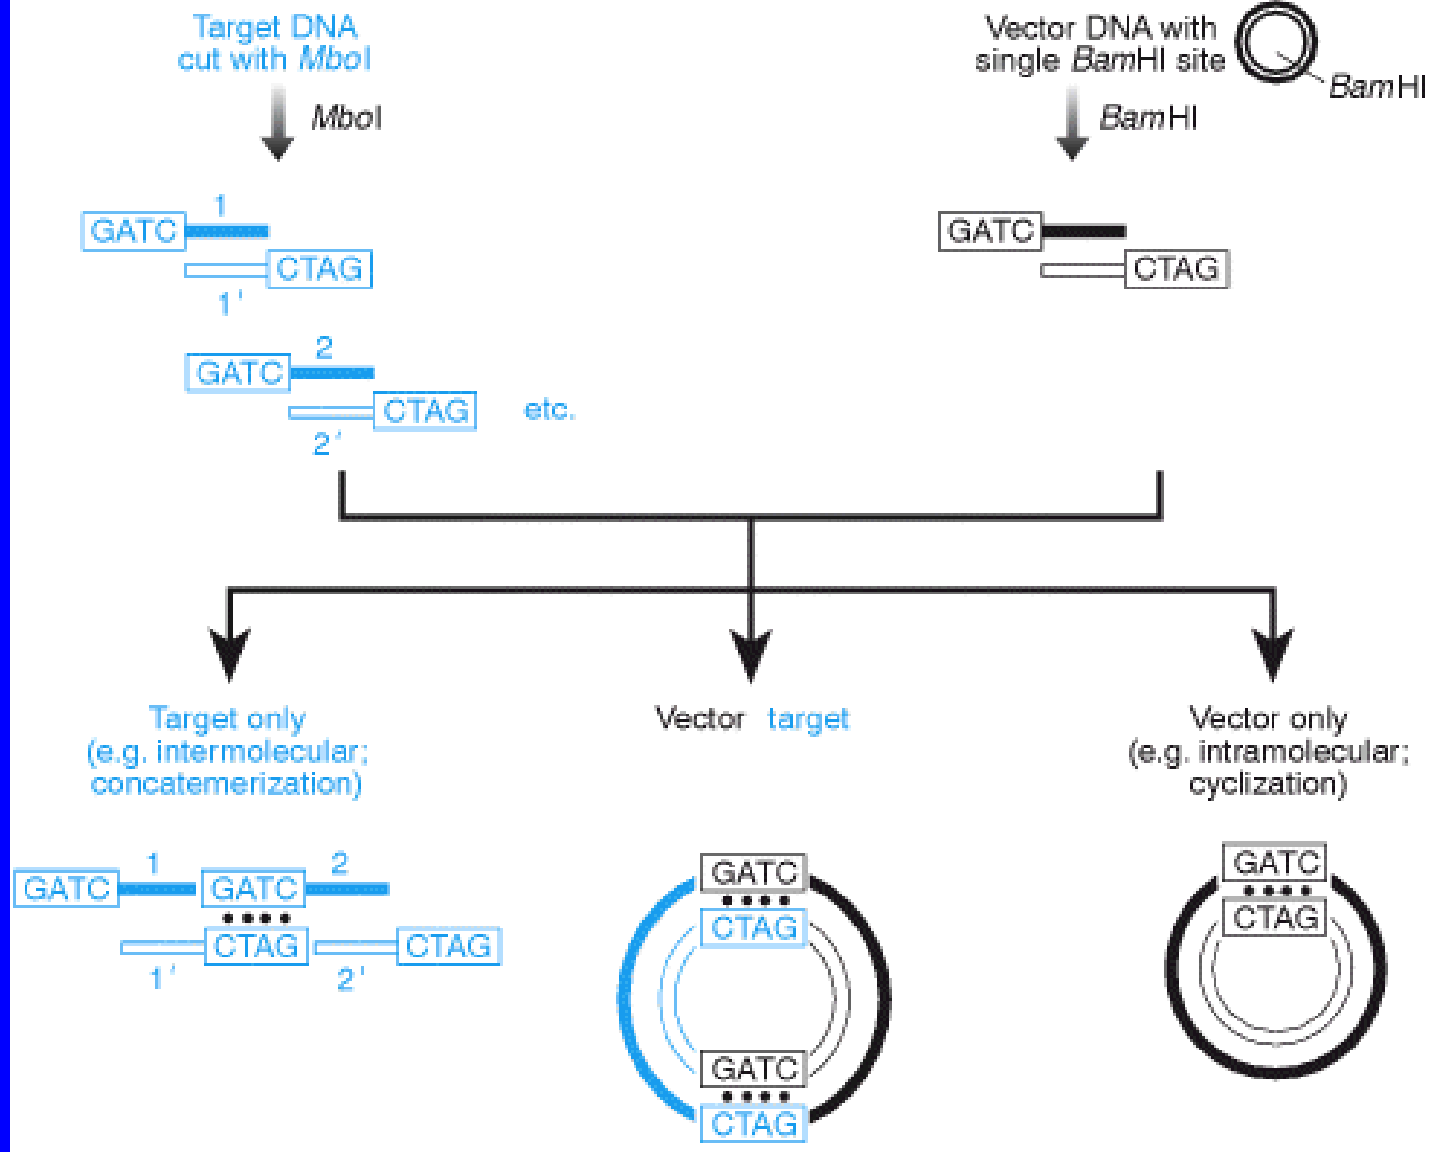 Target DNA
cut with MboI
MboI
Vector DNA with
single BamHI site
BamHI
BamHI
1
GATC
CTAG
1'
2
GATC
CTAG
2'
etc.
GATC
CTAG
Target only
(e.g. intermolecular;
concatemerization)
Vector target
Vector only
(e.g. intramolecular;
cyclization)
1 2
GATC GATC
CTAG CTAG
1' 2'
GATC
CTAG
GATC
CTAG
GATC
CTAG